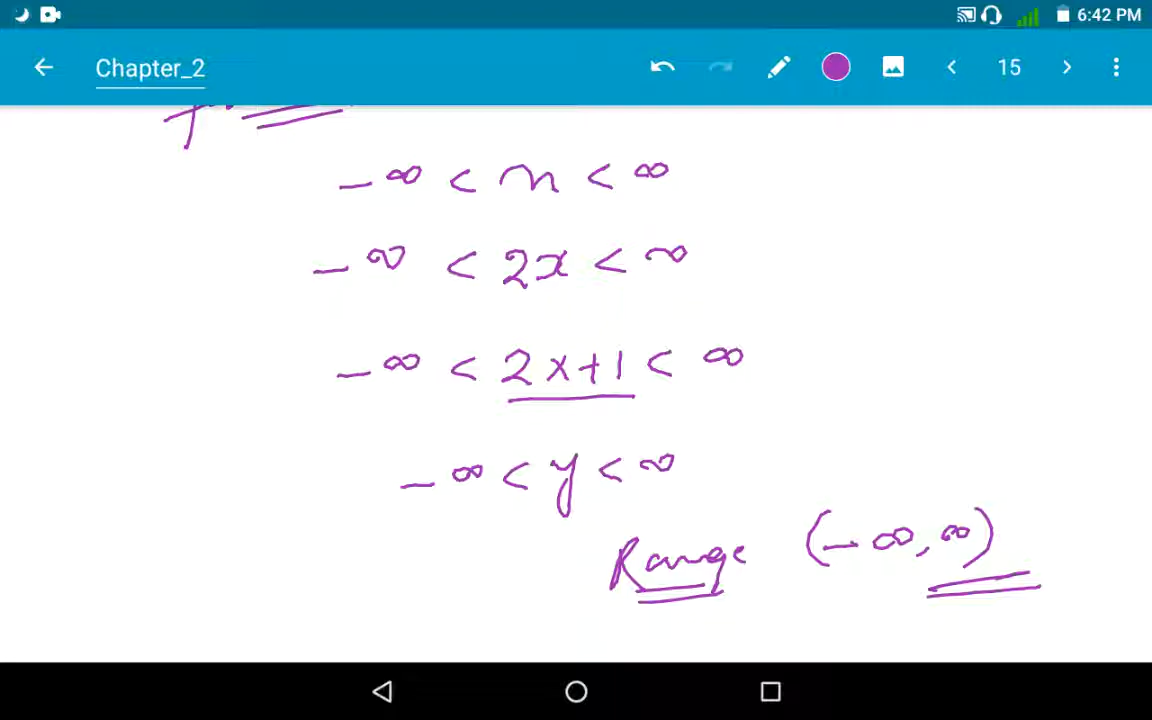 6:42 PM
Chapter_2
15
-∞ < x < ∞
-∞ < 2x < ∞
-∞ < 2x+1 < ∞
-∞ < y < ∞
Range (-∞, ∞)